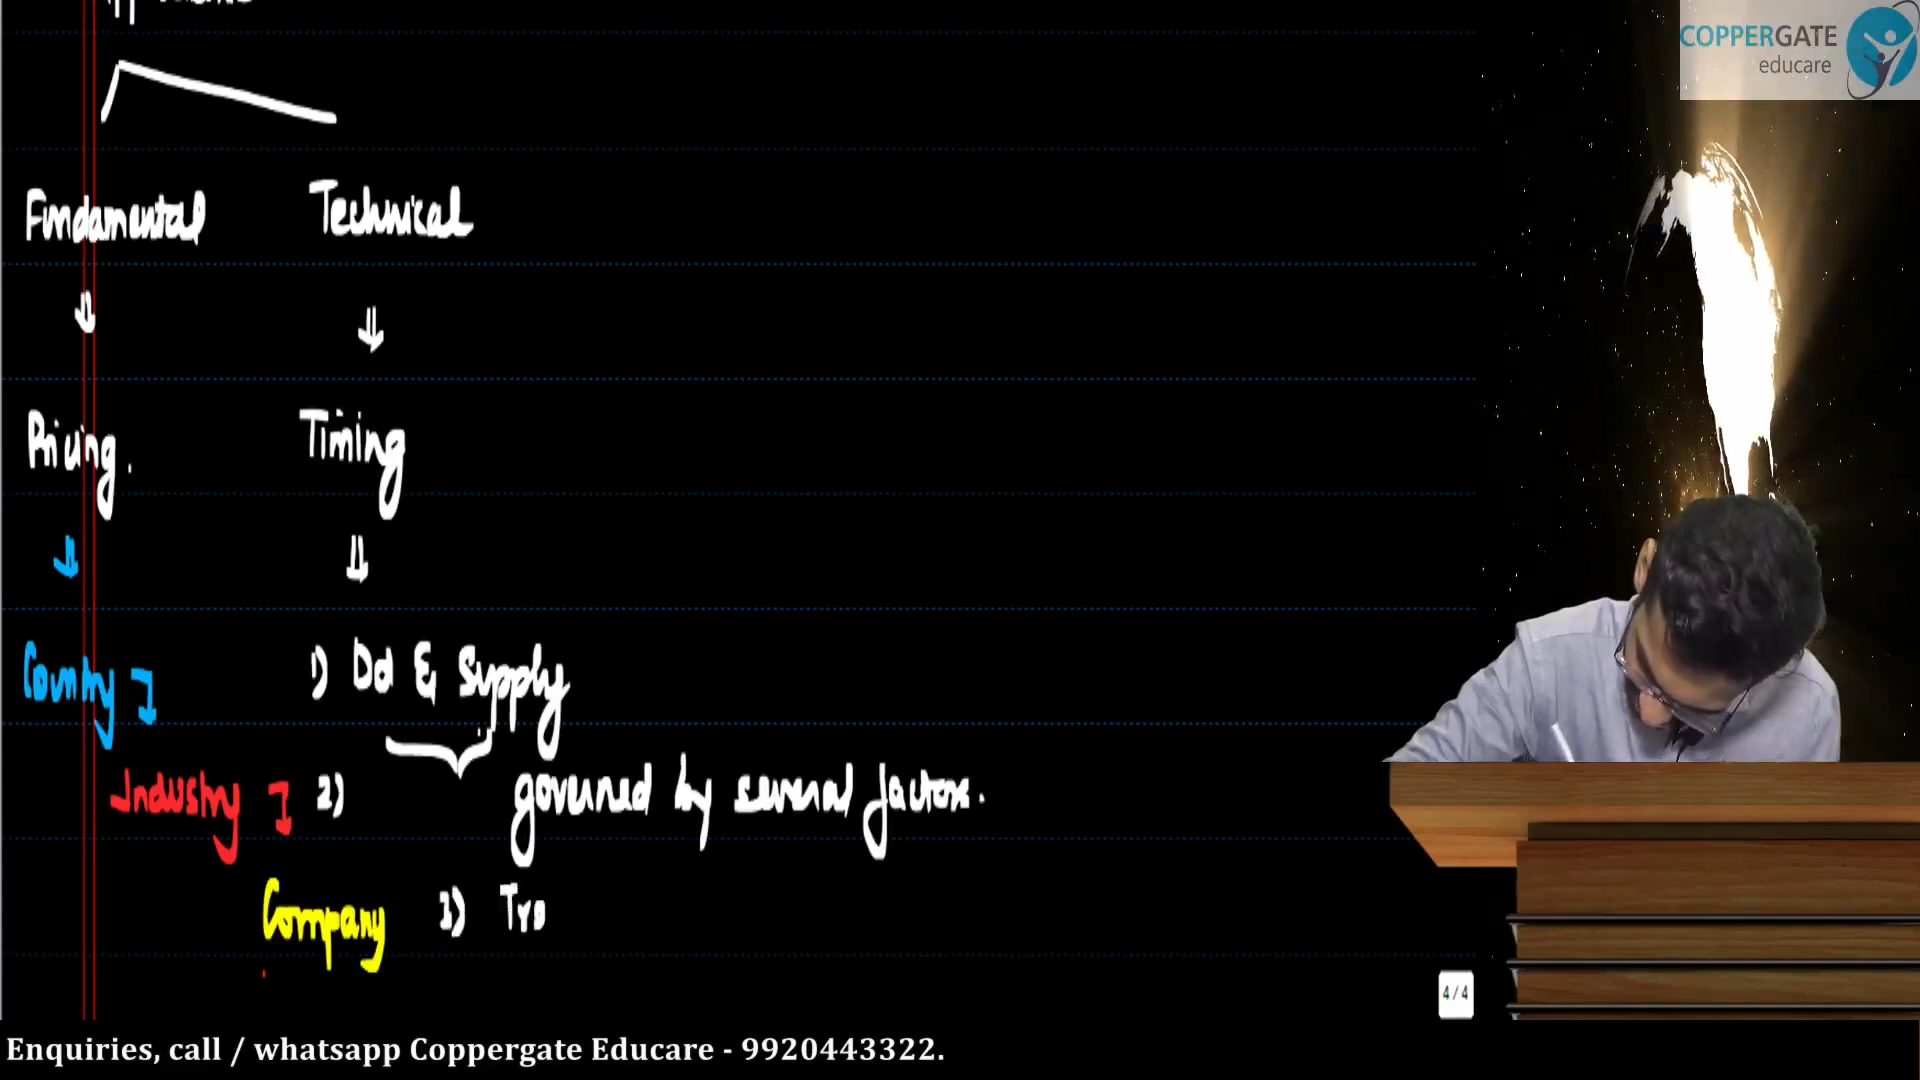 COPPERGATE
educare
Fundamental Technical
Pricing. Timing
Country 1) Dd & Supply
Industry 2) governed by several factors.
Company 3) Tre
4/4
Enquiries, call / whatsapp Coppergate Educare - 9920443322.